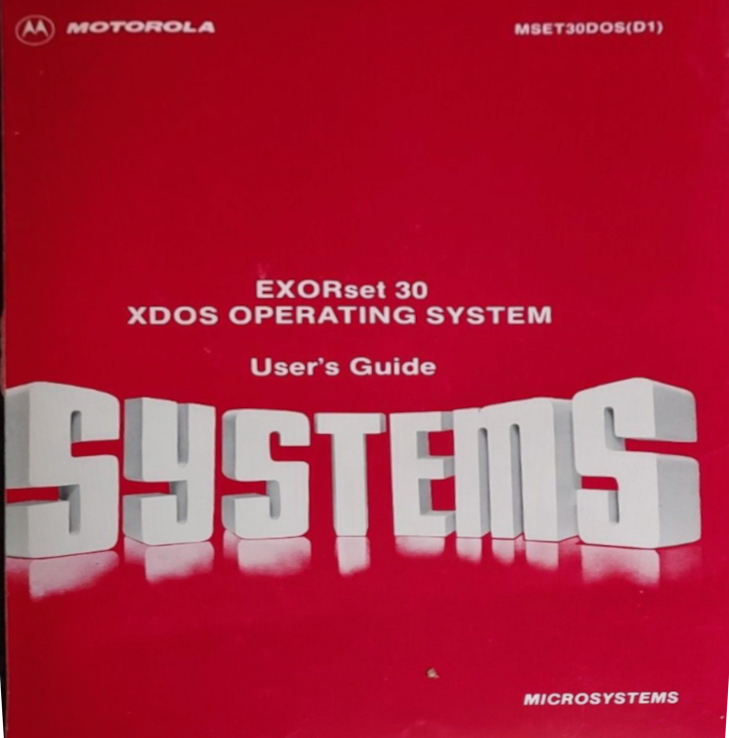 MOTOROLA
MSET30DOS(D1)
EXORset 30
XDOS OPERATING SYSTEM
User's Guide
SYSTEMS
MICROSYSTEMS